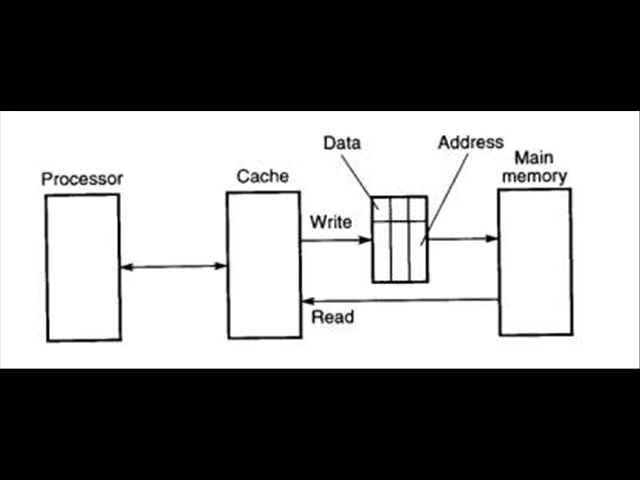 Data
Address
Processor
Cache
Main
memory
Write
Read